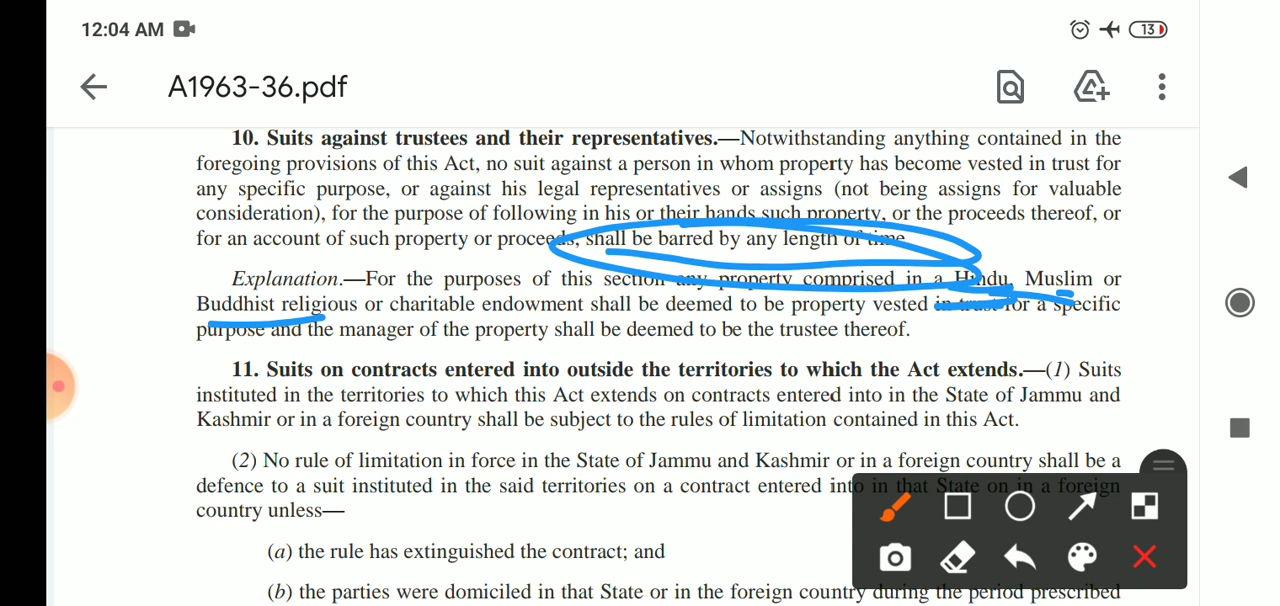 12:04 AM
13
A1963-36.pdf
10. Suits against trustees and their representatives.—Notwithstanding anything contained in the
foregoing provisions of this Act, no suit against a person in whom property has become vested in trust for
any specific purpose, or against his legal representatives or assigns (not being assigns for valuable
consideration), for the purpose of following in his or their hands such property, or the proceeds thereof, or
for an account of such property or proceeds, shall be barred by any length of time.
Explanation.—For the purposes of this section any property comprised in a Hindu, Muslim or
Buddhist religious or charitable endowment shall be deemed to be property vested in trust for a specific
purpose and the manager of the property shall be deemed to be the trustee thereof.
11. Suits on contracts entered into outside the territories to which the Act extends.—(1) Suits
instituted in the territories to which this Act extends on contracts entered into in the State of Jammu and
Kashmir or in a foreign country shall be subject to the rules of limitation contained in this Act.
(2) No rule of limitation in force in the State of Jammu and Kashmir or in a foreign country shall be a
defence to a suit instituted in the said territories on a contract entered into in that State on in a foreign
country unless—
(a) the rule has extinguished the contract; and
(b) the parties were domiciled in that State or in the foreign country during the period prescribed